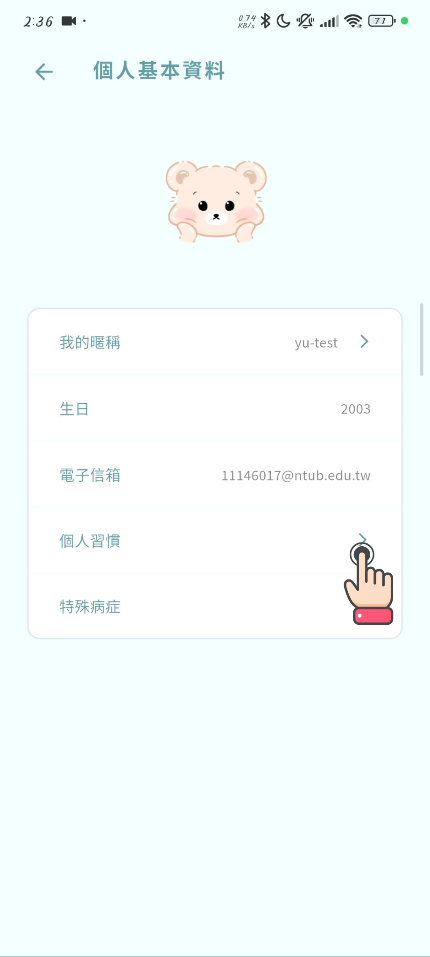 2:36
0.74
KB/s
71
個人基本資料
我的暱稱
yu-test
生日
2003
電子信箱
11146017@ntub.edu.tw
個人習慣
特殊病症